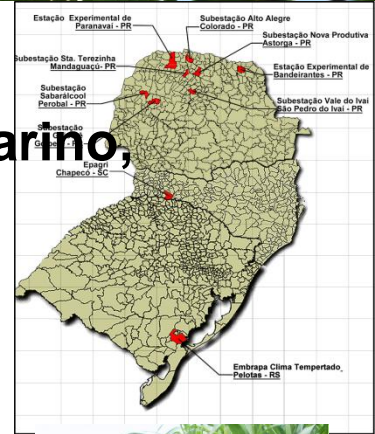 Estação Experimental de
Paranavaí - PR
Subestação Alto Alegre
Colorado - PR
Subestação Nova Produtiva
Astorga - PR
Subestação Sta. Terezinha
Mandaguaçú- PR
Estação Experimental de
Bandeirantes - PR
Subestação
Sabarálcool
Perobal - PR
Subestação Vale do Ivaí
São Pedro do Ivaí - PR
arino,
Epagri
Chapecó - SC
Embrapa Clima Tempertado
Pelotas - RS